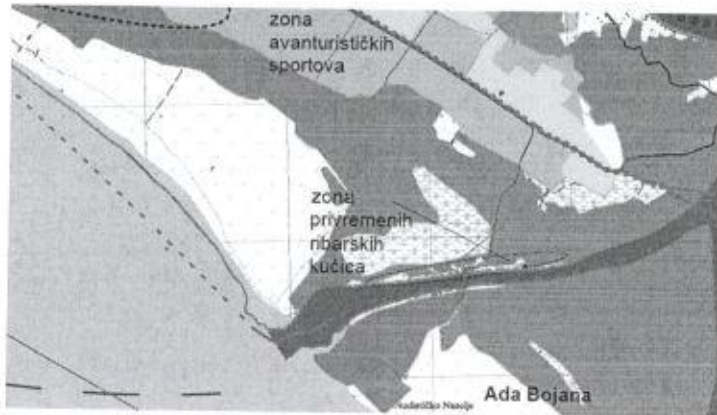 zona
avanturističkih
sportova
zona
privremenih
ribarskih
kućica
Ada Bojana